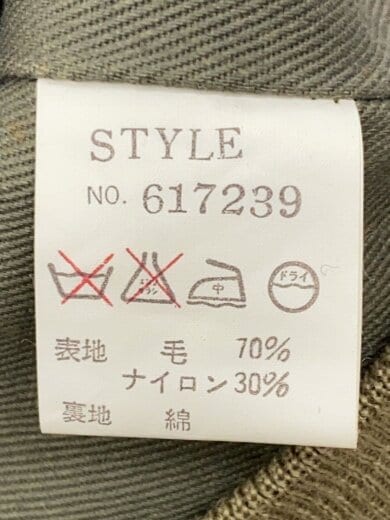 STYLE
NO. 617239
中 ドライ
表地 毛 70%
ナイロン 30%
裏地 綿